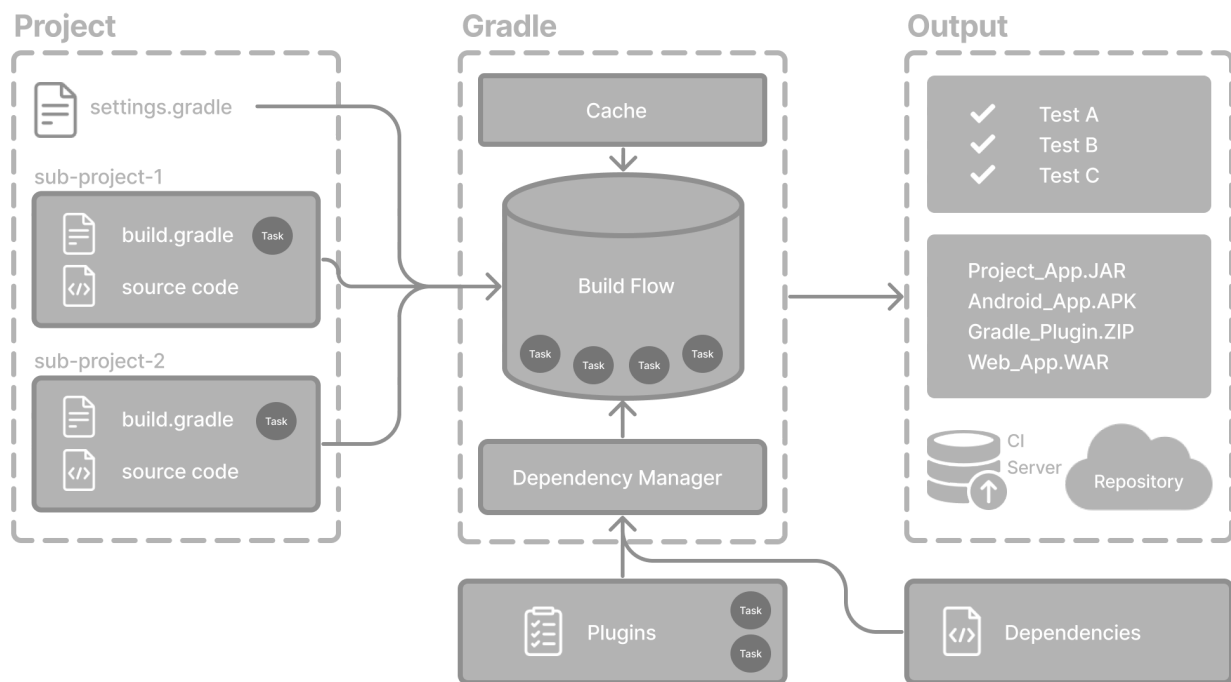 Project
settings.gradle
sub-project-1
build.gradle
Task
source code
sub-project-2
build.gradle
Task
source code
Gradle
Cache
Build Flow
Task
Task
Task
Task
Dependency Manager
Plugins
Task
Task
Output
Test A
Test B
Test C
Project_App.JAR
Android_App.APK
Gradle_Plugin.ZIP
Web_App.WAR
CI
Server
Repository
Dependencies